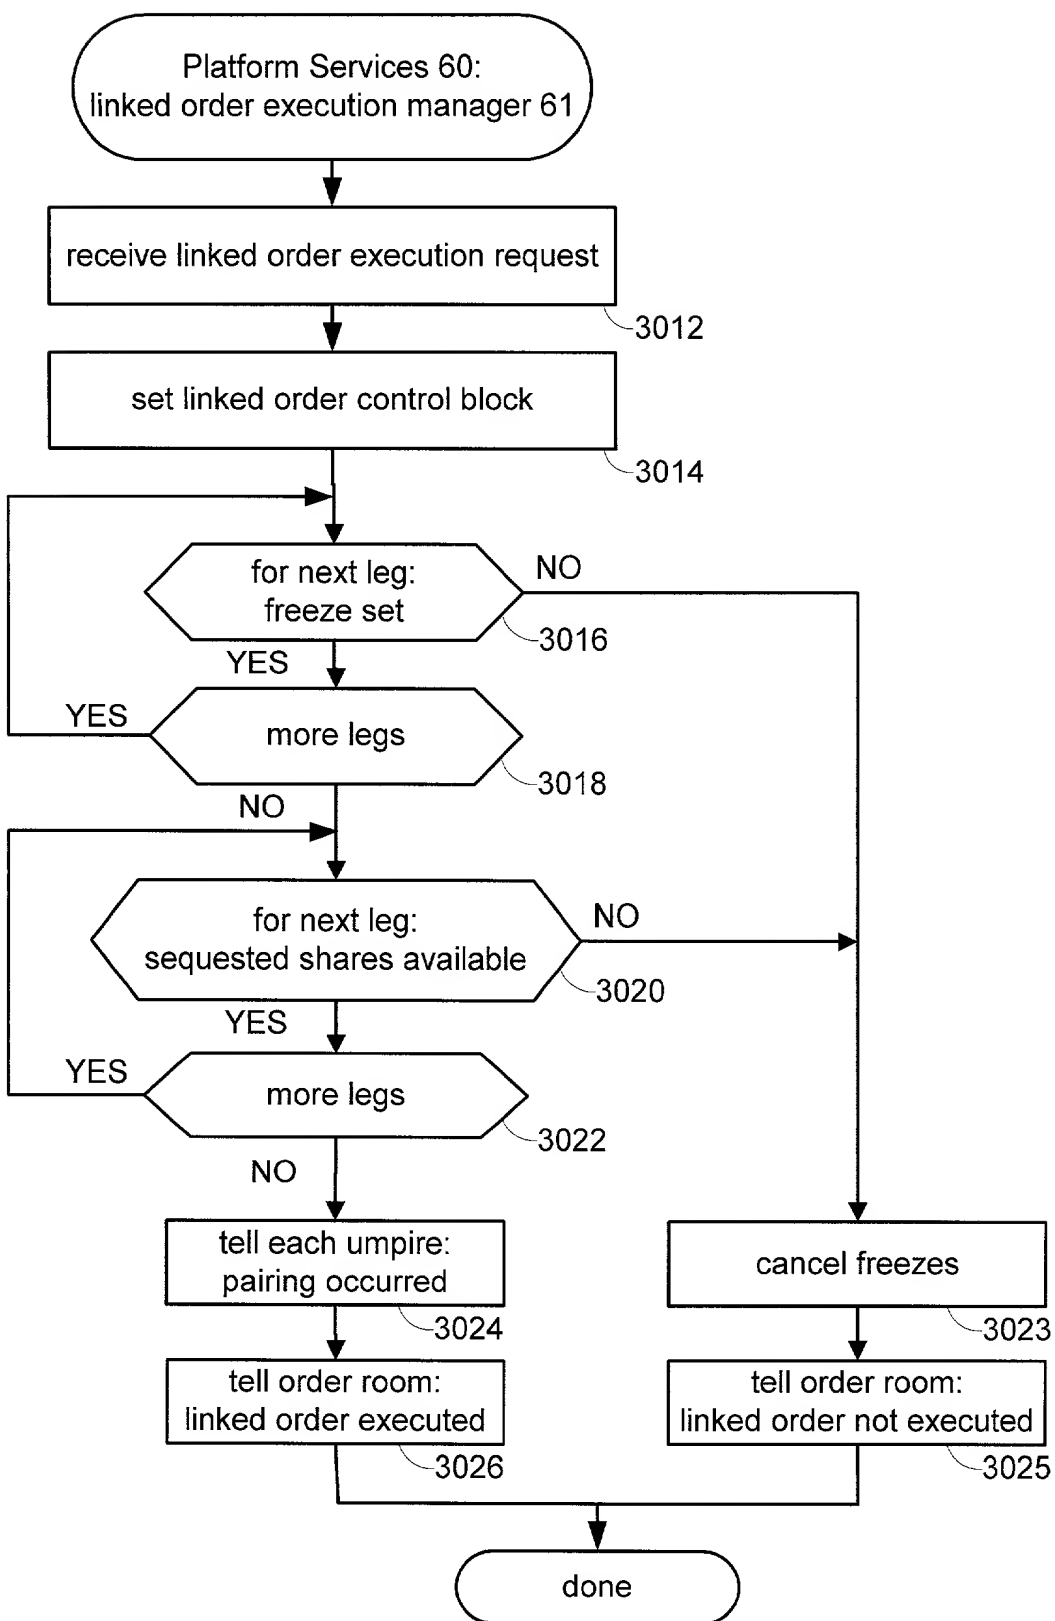 Platform Services 60:
linked order execution manager 61
receive linked order execution request
3012
set linked order control block
3014
for next leg:
freeze set
NO
3016
YES
YES
more legs
3018
NO
for next leg:
sequested shares available
NO
3020
YES
YES
more legs
3022
NO
tell each umpire:
pairing occurred
3024
cancel freezes
3023
tell order room:
linked order executed
3026
tell order room:
linked order not executed
3025
done